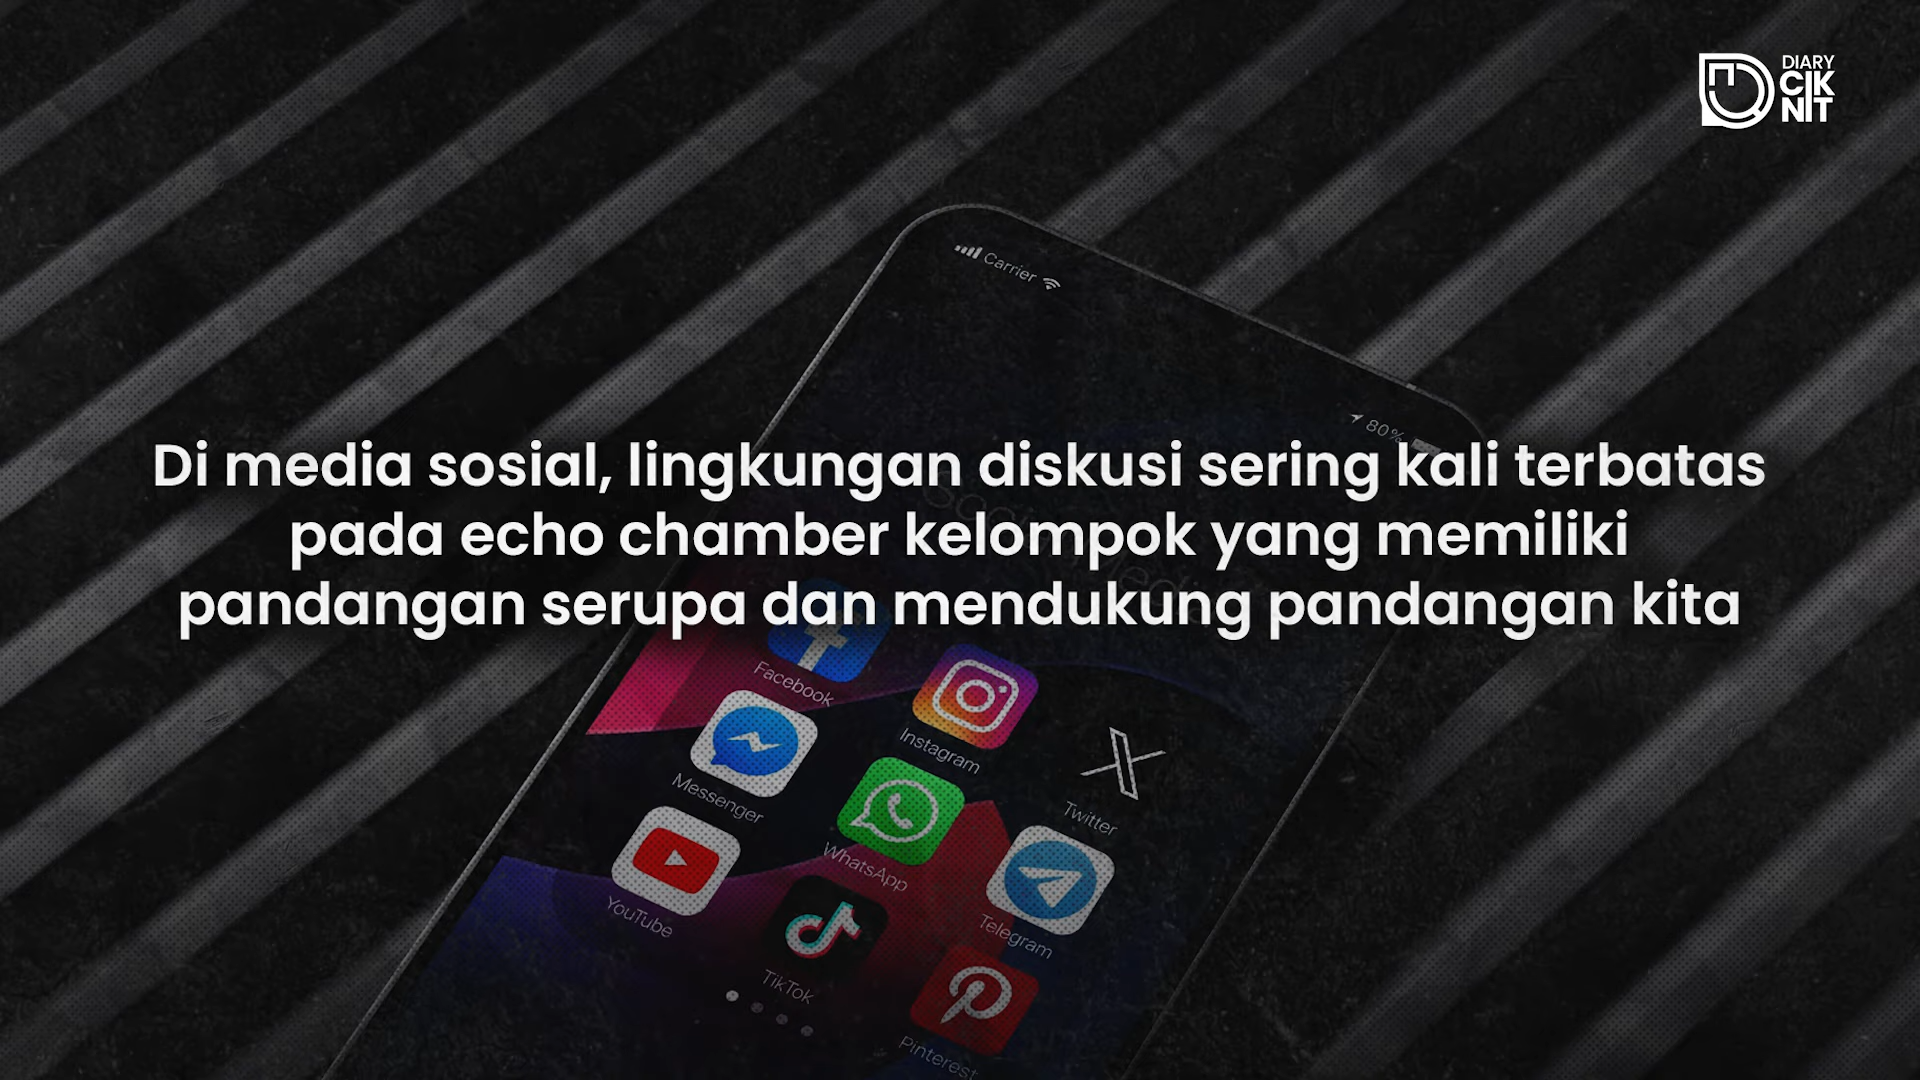 DIARY
CIK
NIT
Carrier
80%
Di media sosial, lingkungan diskusi sering kali terbatas
pada echo chamber kelompok yang memiliki
pandangan serupa dan mendukung pandangan kita
Facebook
Instagram
Twitter
Messenger
WhatsApp
Telegram
YouTube
TikTok
Pinterest